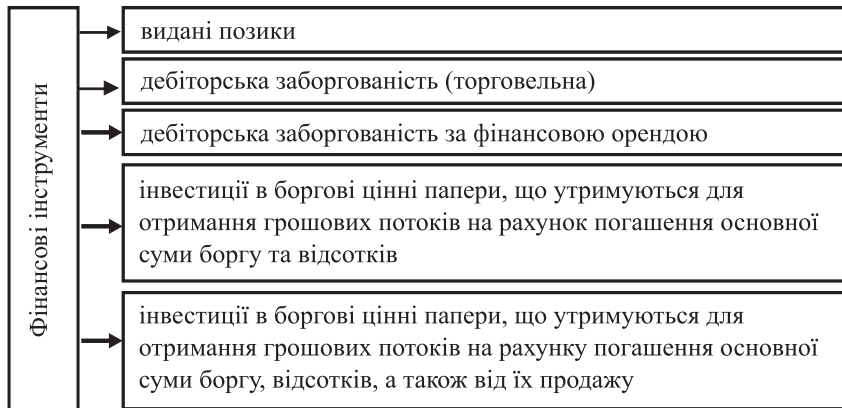 Фінансові інструменти
видані позики
дебіторська заборгованість (торговельна)
дебіторська заборгованість за фінансовою орендою
інвестиції в боргові цінні папери, що утримуються для
отримання грошових потоків на рахунок погашення основної
суми боргу та відсотків
інвестиції в боргові цінні папери, що утримуються для
отримання грошових потоків на рахунку погашення основної
суми боргу, відсотків, а також від їх продажу